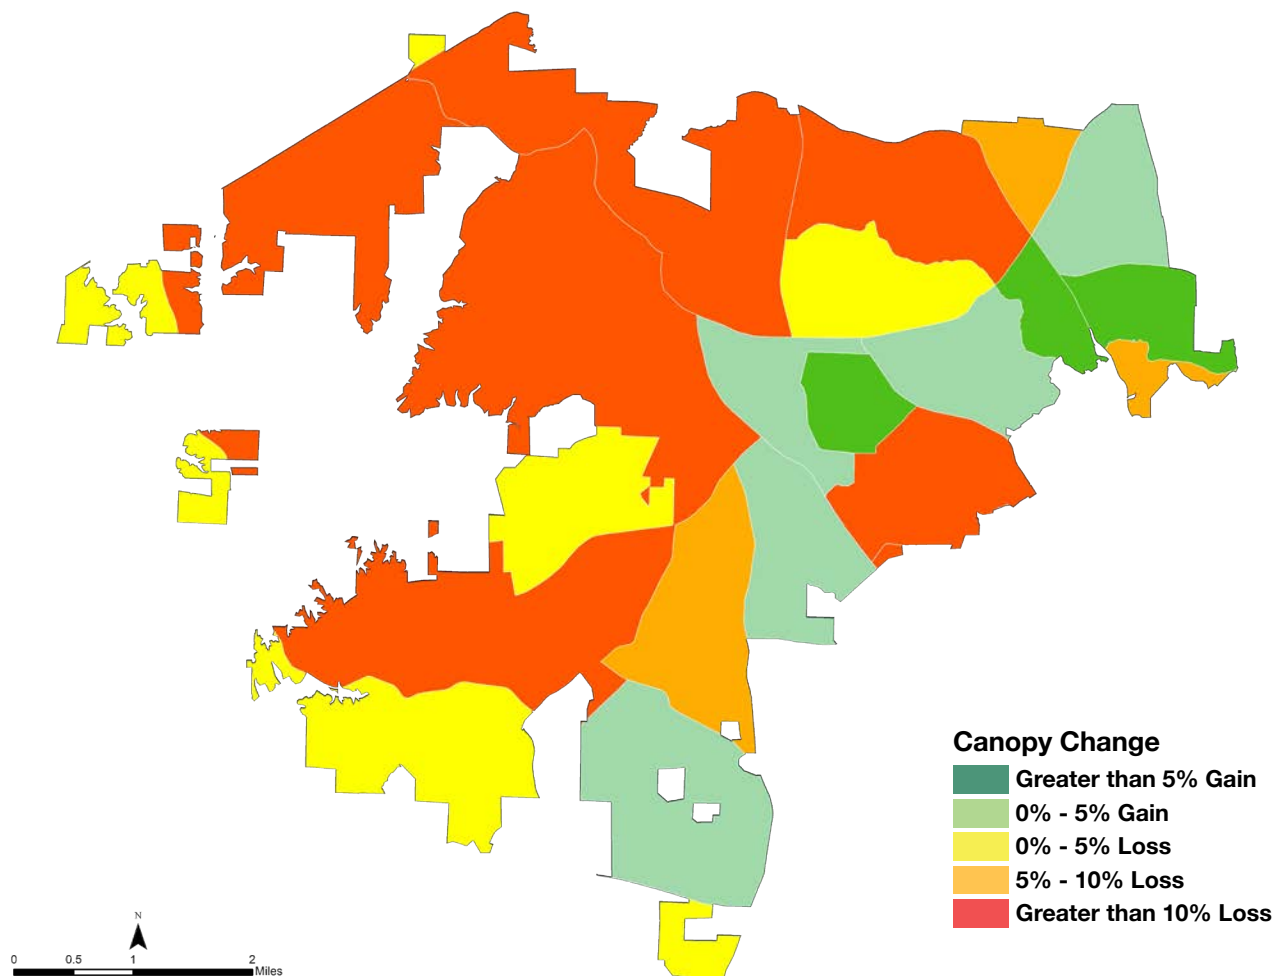 Canopy Change
Greater than 5% Gain
0% - 5% Gain
0% - 5% Loss
5% - 10% Loss
Greater than 10% Loss
N
0 0.5 1 2
Miles